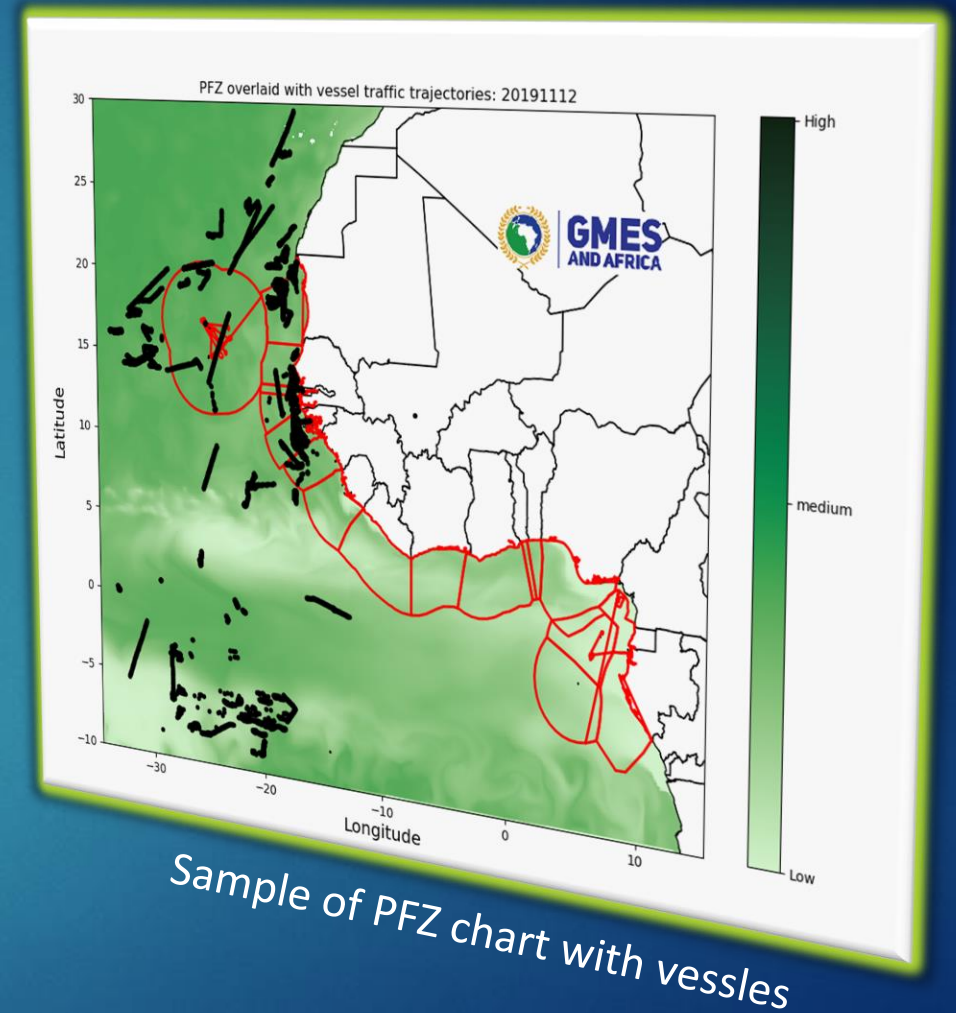 PFZ overlaid with vessel traffic trajectories: 20191112
30
25
20
15
10
5
0
−5
−10
Latitude
−30
−20
−10
0
10
Longitude
GMES
AND AFRICA
High
medium
Low
Sample of PFZ chart with vessles